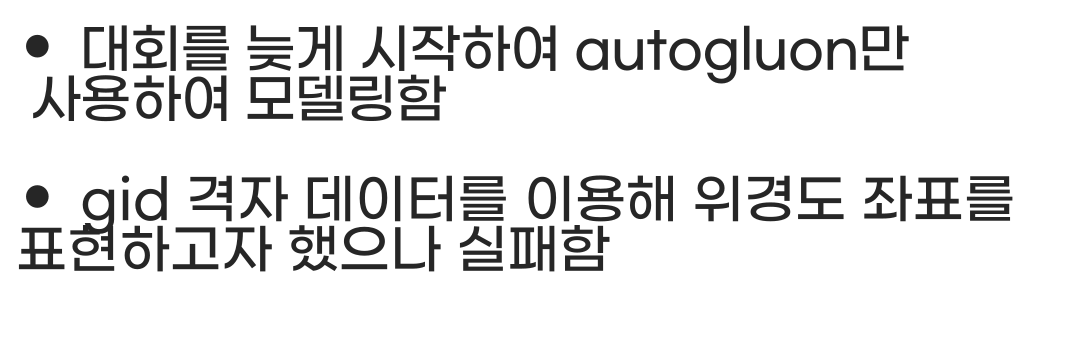 • 대회를 늦게 시작하여 autogluon만
사용하여 모델링함
• gid 격자 데이터를 이용해 위경도 좌표를
표현하고자 했으나 실패함